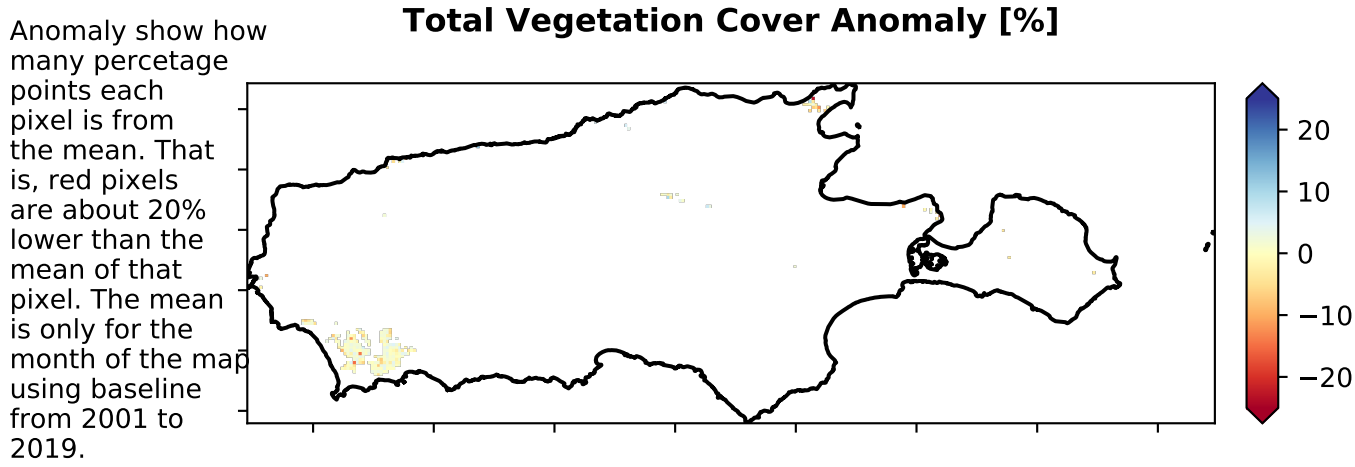 Total Vegetation Cover Anomaly [%]
Anomaly show how
many percetage
points each
pixel is from
the mean. That
is, red pixels
are about 20%
lower than the
mean of that
pixel. The mean
is only for the
month of the map
using baseline
from 2001 to
2019.
20
10
0
−10
−20